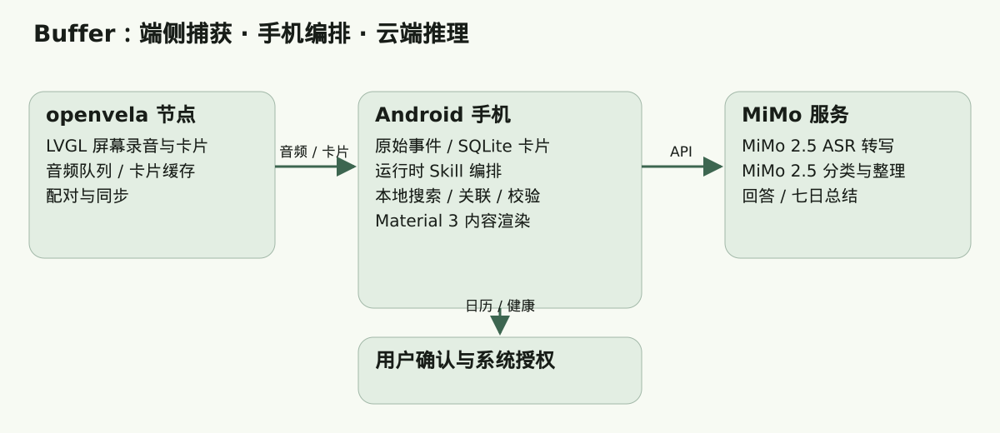 Buffer：端侧捕获 · 手机编排 · 云端推理
openvela 节点
LVGL 屏幕录音与卡片
音频队列 / 卡片缓存
配对与同步
音频 / 卡片
Android 手机
原始事件 / SQLite 卡片
运行时 Skill 编排
本地搜索 / 关联 / 校验
Material 3 内容渲染
API
MiMo 服务
MiMo 2.5 ASR 转写
MiMo 2.5 分类与整理
回答 / 七日总结
日历 / 健康
用户确认与系统授权